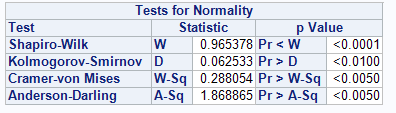 Tests for Normality
Test Statistic p Value
Shapiro-Wilk W 0.965378 Pr < W <0.0001
Kolmogorov-Smirnov D 0.062533 Pr > D <0.0100
Cramer-von Mises W-Sq 0.288054 Pr > W-Sq <0.0050
Anderson-Darling A-Sq 1.868865 Pr > A-Sq <0.0050